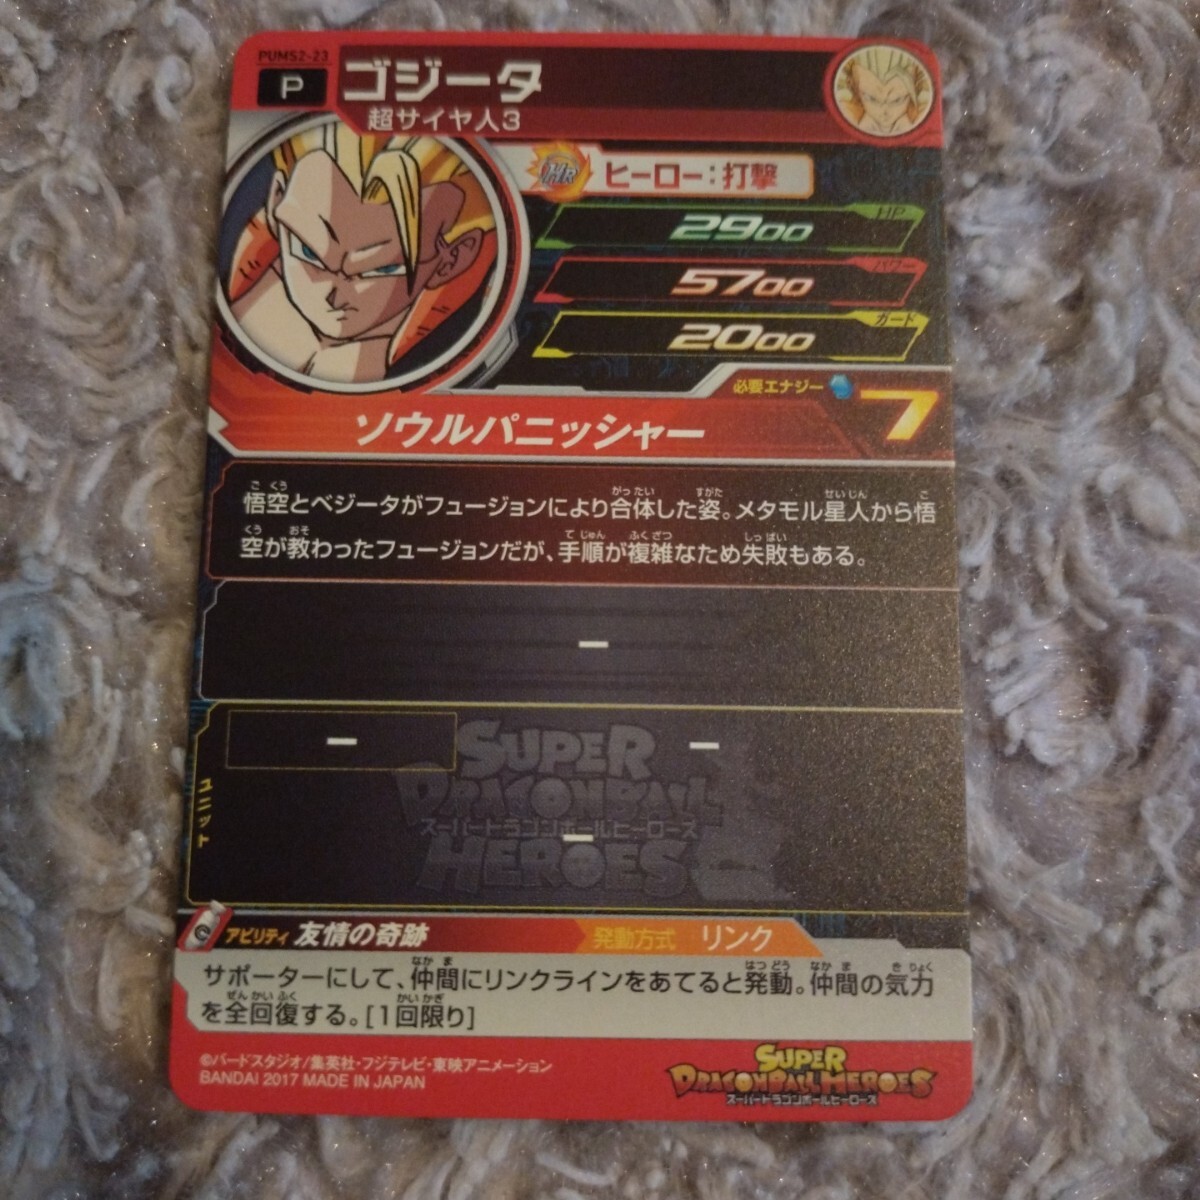 PUMS2-23
P
ゴジータ
超サイヤ人3
HR
ヒーロー:打撃
HP
2900
パワー
5700
ガード
2000
必要エナジー
7
ソウルパニッシャー
悟空とベジータがフュージョンにより合体した姿。メタモル星人から悟
空が教わったフュージョンだが、手順が複雑なため失敗もある。
ー
ー
ー
ー
ユニット
SUPER
DRAGONBALL
スーパードラゴンボールヒーローズ
HEROES
C
アビリティ 友情の奇跡
発動方式 リンク
サポーターにして、仲間にリンクラインをあてると発動。仲間の気力
を全回復する。[1回限り]
©バードスタジオ/集英社・フジテレビ・東映アニメーション
BANDAI 2017 MADE IN JAPAN
SUPER
DRAGONBALL HEROES
スーパードラゴンボールヒーローズ